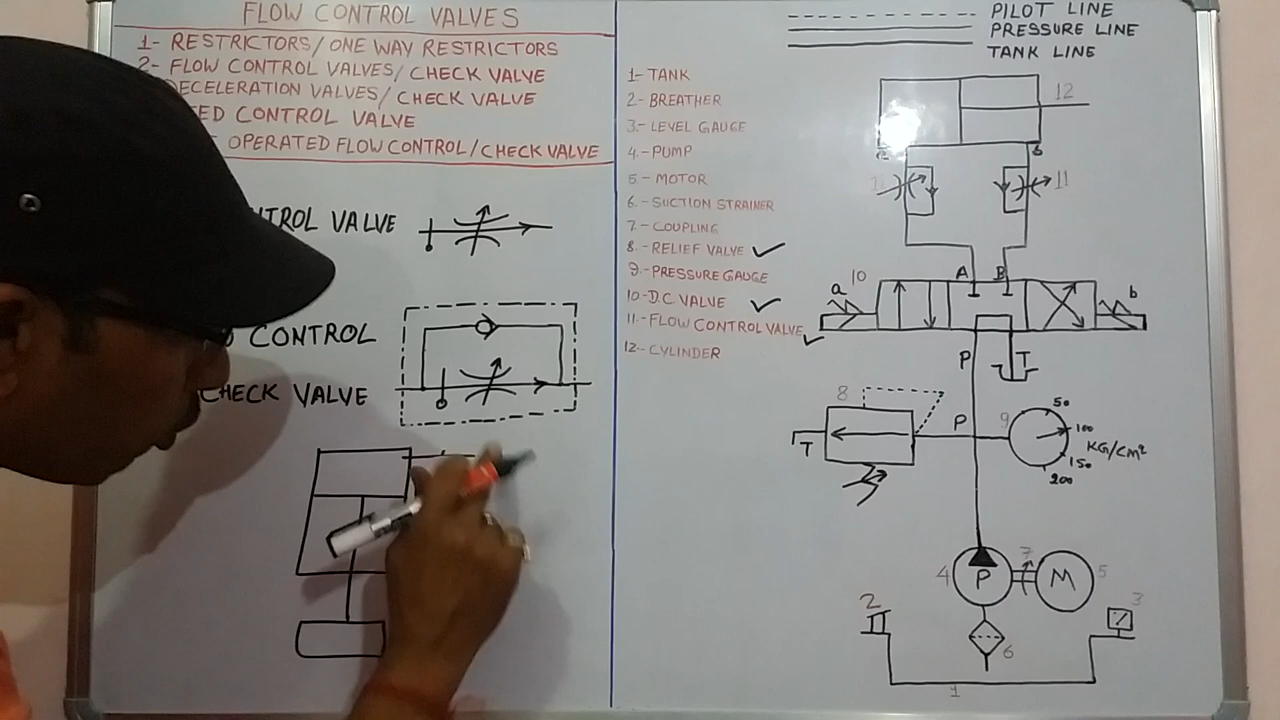 FLOW CONTROL VALVES
1- RESTRICTORS/ONE WAY RESTRICTORS
2- FLOW CONTROL VALVES/CHECK VALVE
DECELERATION VALVES/CHECK VALVE
CONTROL VALVE
OPERATED FLOW CONTROL/CHECK VALVE
VALVE
CONTROL
CHECK VALVE
PILOT LINE
PRESSURE LINE
TANK LINE
1- TANK
2- BREATHER
3.- LEVEL GAUGE
4.- PUMP
5- MOTOR
6.- SUCTION STRAINER
7.- COUPLING
8.- RELIEF VALVE
9.- PRESSURE GAUGE
10.- D.C VALVE
11.- FLOW CONTROL VALVE
12.- CYLINDER
12
11
11
A B
a 10
b
P T
8
T
P
9
50
100
150
200
KG/CM²
4 P 7 M 5
2
3
6
1